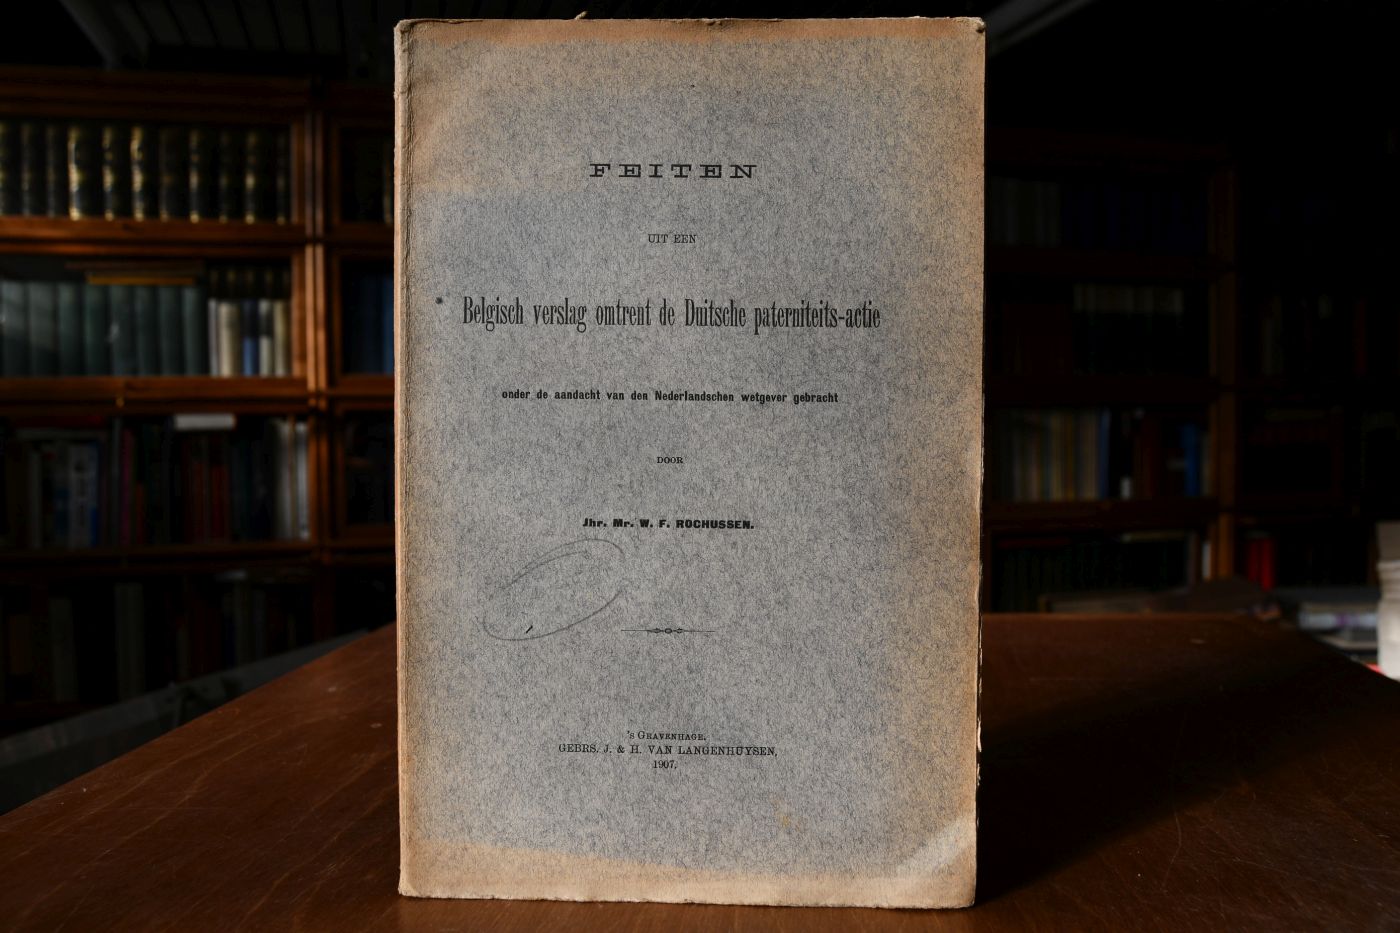 FEITEN
UIT EEN
Belgisch verslag omtrent de Duitsche paterniteits-actie
onder de aandacht van den Nederlandschen wetgever gebracht
DOOR
Jhr. Mr. W. F. ROCHUSSEN.
'S GRAVENHAGE,
GEBRS. J. & H. VAN LANGENHUYSEN,
1907.